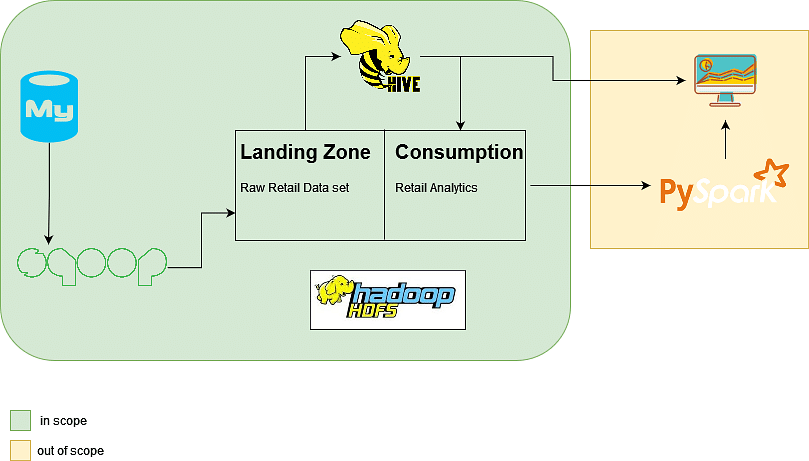 HIVE
My
Landing Zone
Consumption
Raw Retail Data set
Retail Analytics
PySpark
sqoop
hadoop
HDFS
in scope
out of scope